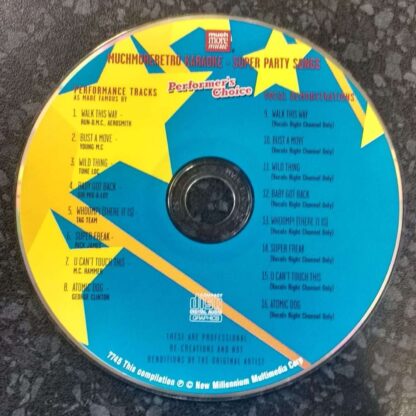 much
more
music
MUCHMORERETRO KARAOKE - SUPER PARTY SONGS
Performer's
Choice
PERFORMANCE TRACKS
AS MADE FAMOUS BY
1. WALK THIS WAY -
RUN-D.M.C., AEROSMITH
2. BUST A MOVE -
YOUNG M.C.
3. WILD THING -
TONE LOC
4. BABY GOT BACK -
SIR MIX-A-LOT
5. WHOOMP! (THERE IT IS) -
TAG TEAM
6. SUPER FREAK -
RICK JAMES
7. U CAN'T TOUCH THIS -
M.C. HAMMER
8. ATOMIC DOG -
GEORGE CLINTON
VOCAL DEMONSTRATIONS
9. WALK THIS WAY
(Vocals Right Channel Only)
10. BUST A MOVE
(Vocals Right Channel Only)
11. WILD THING
(Vocals Right Channel Only)
12. BABY GOT BACK
(Vocals Right Channel Only)
13. WHOOMP! (THERE IT IS)
(Vocals Right Channel Only)
14. SUPER FREAK
(Vocals Right Channel Only)
15. U CAN'T TOUCH THIS
(Vocals Right Channel Only)
16. ATOMIC DOG
(Vocals Right Channel Only)
COMPACT
disc
DIGITAL AUDIO
GRAPHICS
THESE ARE PROFESSIONAL
RE-CREATIONS AND NOT
RENDITIONS BY THE ORIGINAL ARTIST
7748 This compilation ℗ © New Millennium Multimedia Corp